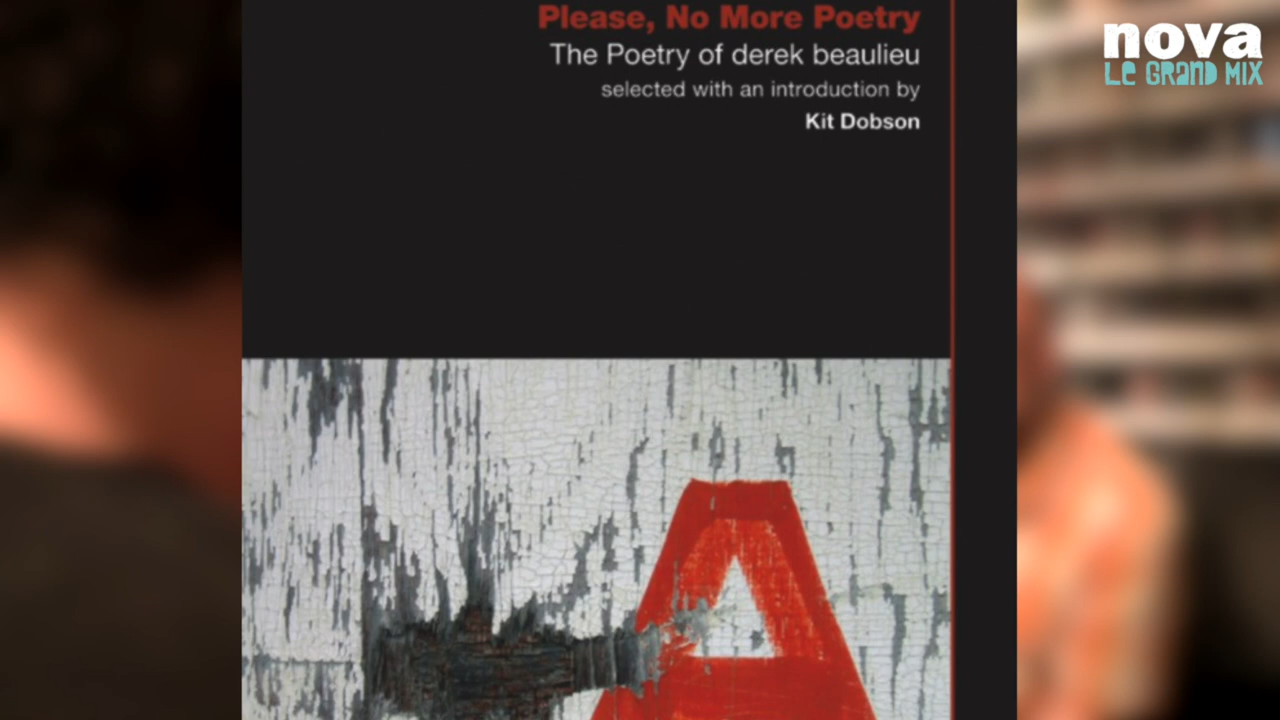 Please, No More Poetry
The Poetry of derek beaulieu
selected with an introduction by
Kit Dobson
nova
LE GRAND MIX
A